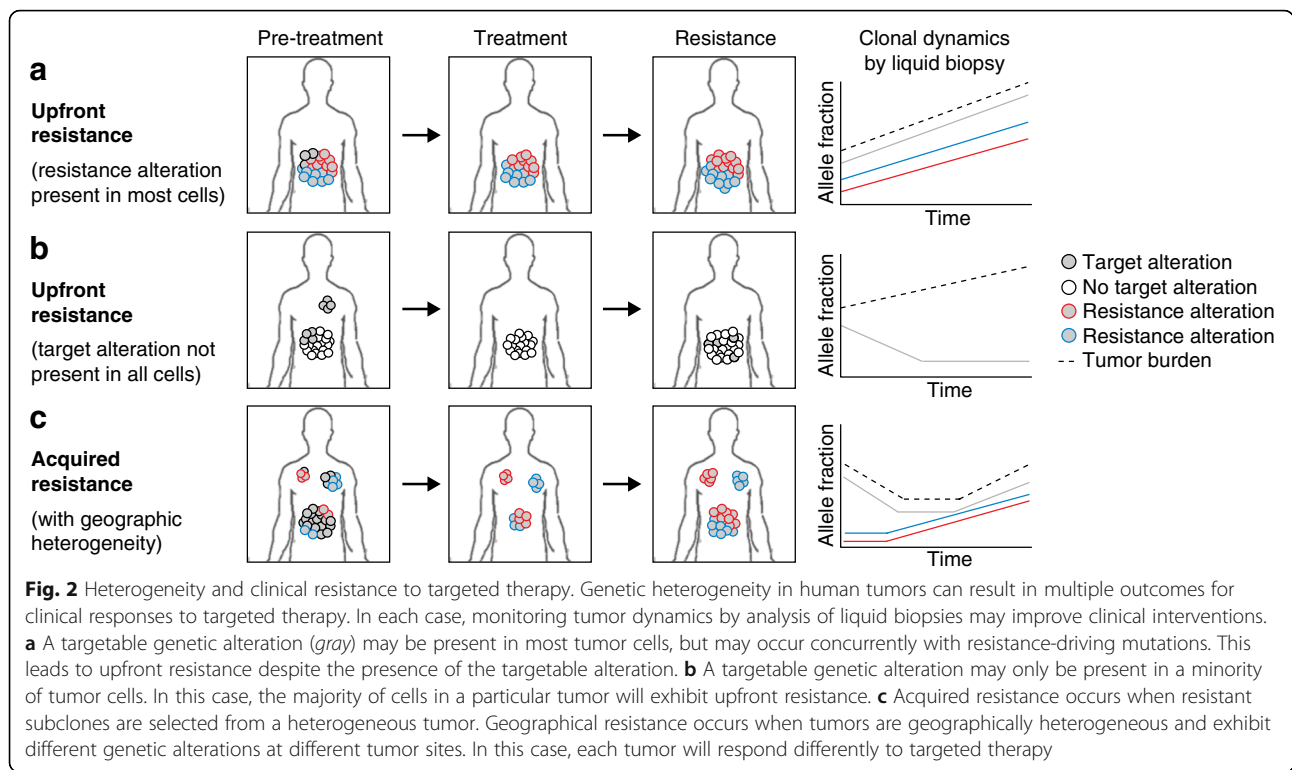 Pre-treatment
Treatment
Resistance
Clonal dynamics
by liquid biopsy
a
Upfront
resistance
(resistance alteration
present in most cells)
Allele fraction
Time
b
Upfront
resistance
(target alteration not
present in all cells)
Allele fraction
Time
Target alteration
No target alteration
Resistance alteration
Resistance alteration
Tumor burden
c
Acquired
resistance
(with geographic
heterogeneity)
Allele fraction
Time
Fig. 2 Heterogeneity and clinical resistance to targeted therapy. Genetic heterogeneity in human tumors can result in multiple outcomes for
clinical responses to targeted therapy. In each case, monitoring tumor dynamics by analysis of liquid biopsies may improve clinical interventions.
a A targetable genetic alteration (gray) may be present in most tumor cells, but may occur concurrently with resistance-driving mutations. This
leads to upfront resistance despite the presence of the targetable alteration. b A targetable genetic alteration may only be present in a minority
of tumor cells. In this case, the majority of cells in a particular tumor will exhibit upfront resistance. c Acquired resistance occurs when resistant
subclones are selected from a heterogeneous tumor. Geographical resistance occurs when tumors are geographically heterogeneous and exhibit
different genetic alterations at different tumor sites. In this case, each tumor will respond differently to targeted therapy